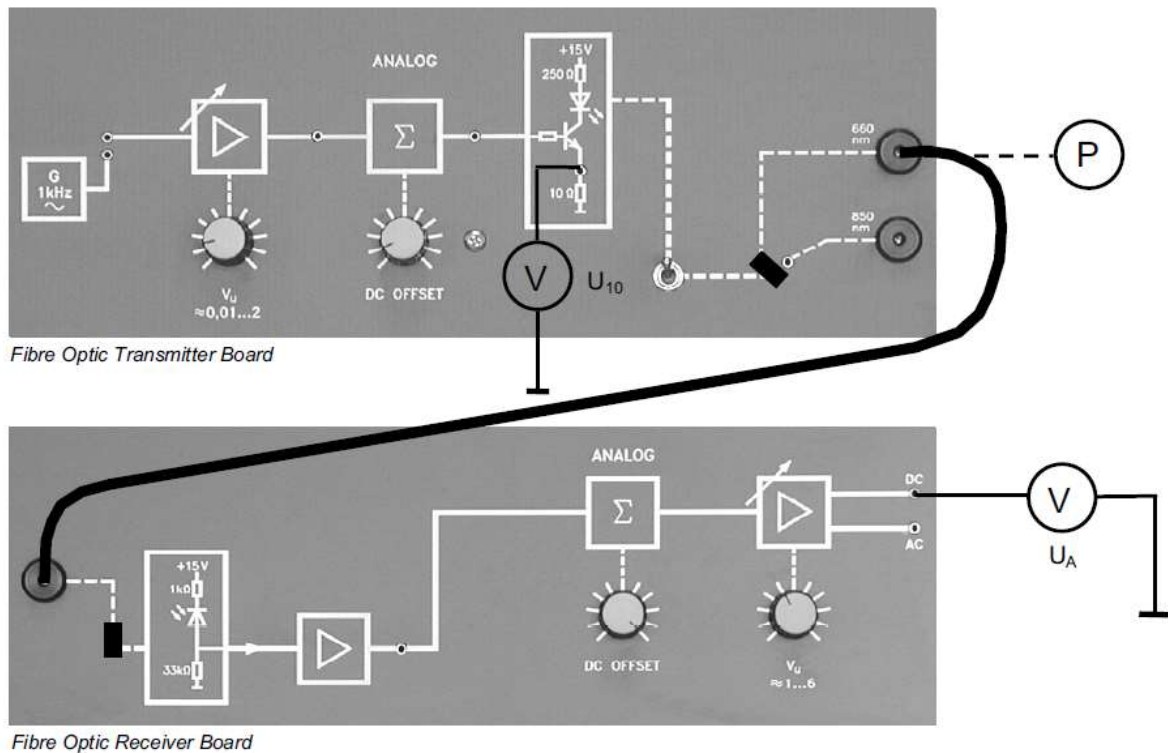 ANALOG
+15V
250 Ω
10 Ω
G
1kHz
∼
Σ
V
U10
660
nm
850
nm
P
Vu
≈0,01...2
DC OFFSET
Fibre Optic Transmitter Board
ANALOG
DC
AC
+15V
1kΩ
33kΩ
Σ
V
UA
DC OFFSET
Vu
≈1...6
Fibre Optic Receiver Board